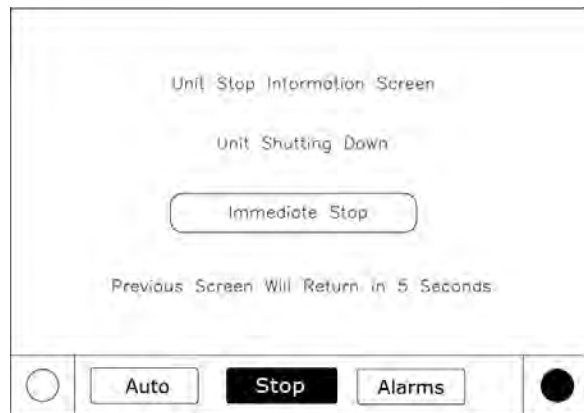 Unit Stop Information Screen
Unit Shutting Down
Immediate Stop
Previous Screen Will Return in 5 Seconds
Auto
Stop
Alarms